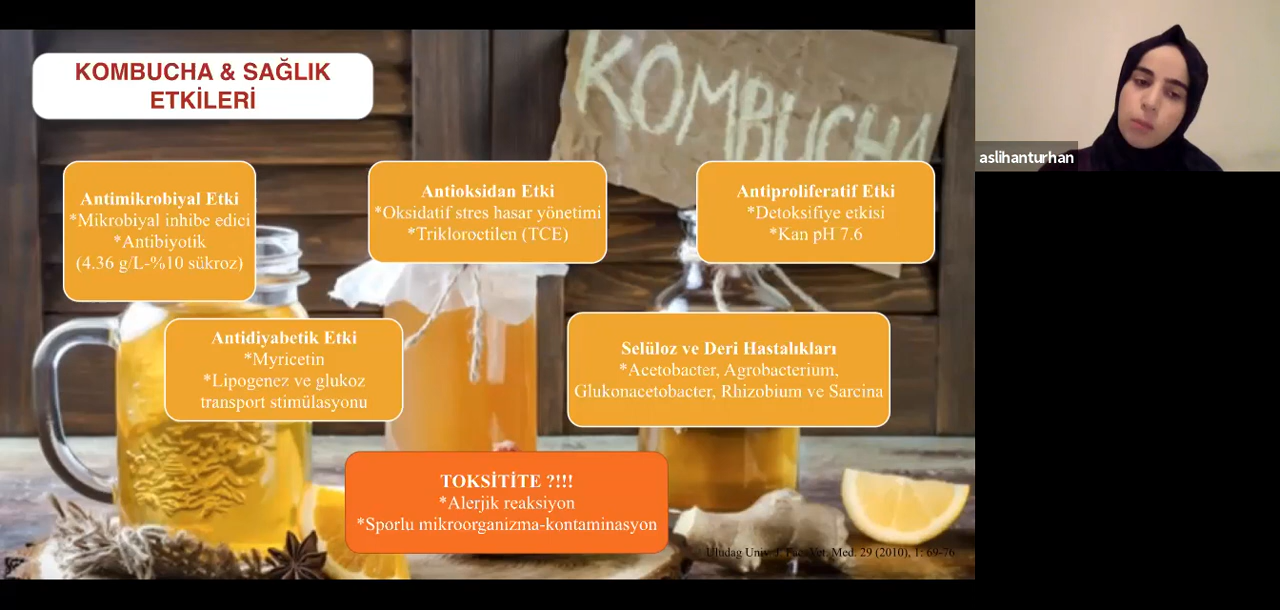 KOMBUCHA & SAĞLIK
ETKİLERİ
KOMBUCHA
aslihanturhan
Antimikrobiyal Etki
*Mikrobiyal inhibe edici
*Antibiyotik
(4.36 g/L-%10 sükroz)
Antioksidan Etki
*Oksidatif stres hasar yönetimi
*Trikloroetilen (TCE)
Antiproliferatif Etki
*Detoksifiye etkisi
*Kan pH 7.6
Antidiyabetik Etki
*Myricetin
*Lipogenez ve glukoz
transport stimülasyonu
Selüloz ve Deri Hastalıkları
*Acetobacter, Agrobacterium,
Glukonacetobacter, Rhizobium ve Sarcina
TOKSİTİTE ?!!!
*Alerjik reaksiyon
*Sporlu mikroorganizma-kontaminasyon
Uludag Univ. J. Fac. Vet. Med. 29 (2010), 1: 69-76